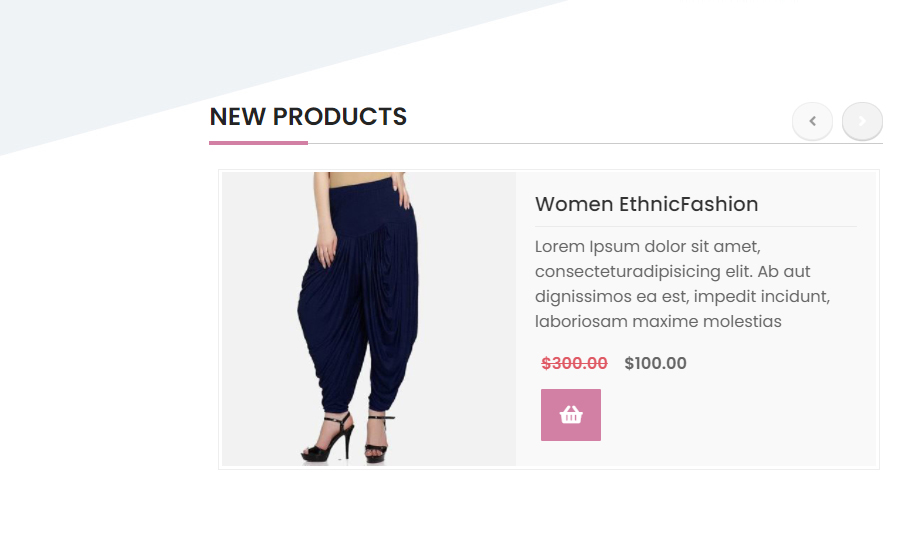 NEW PRODUCTS
Women EthnicFashion
Lorem Ipsum dolor sit amet,
consecteturadipisicing elit. Ab aut
dignissimos ea est, impedit incidunt,
laboriosam maxime molestias
$300.00 $100.00